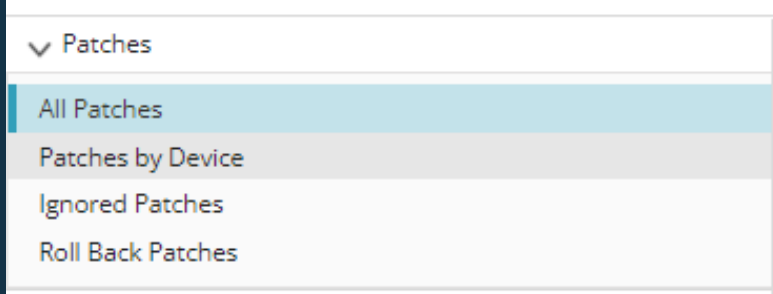 Patches
All Patches
Patches by Device
Ignored Patches
Roll Back Patches